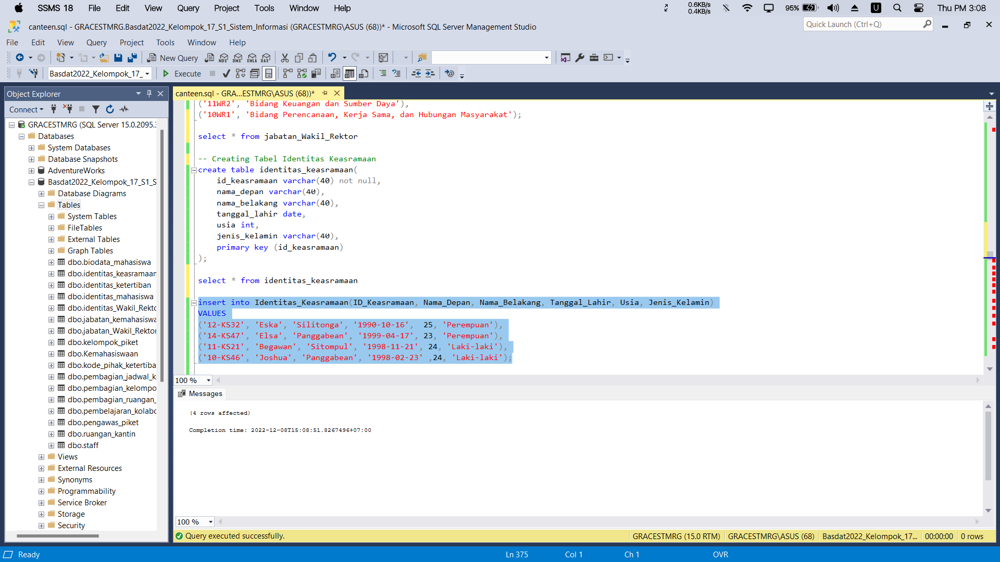 SSMS 18 File Edit View Query Project Tools Window Help 0.6KB/s 0.4KB/s 95% U Thu PM 3:08
canteen.sql - GRACESTMRG.Basdat2022_Kelompok_17_S1_Sistem_Informasi (GRACESTMRG\ASUS (68))* - Microsoft SQL Server Management Studio
Quick Launch (Ctrl+Q)
File Edit View Query Project Tools Window Help
New Query MDX DMX XMLA DAX
Basdat2022_Kelompok_17_ Execute
Object Explorer
Connect
GRACESTMRG (SQL Server 15.0.2095.3
Databases
System Databases
Database Snapshots
AdventureWorks
Basdat2022_Kelompok_17_S1_S
Database Diagrams
Tables
System Tables
FileTables
External Tables
Graph Tables
dbo.biodata_mahasiswa
dbo.identitas_keasramaan
dbo.identitas_ketertiban
dbo.identitas_mahasiswa
dbo.identitas_Wakil_Rekto
dbo.jabatan_kemahasiswa
dbo.jabatan_Wakil_Rektor
dbo.kelompok_piket
dbo.Kemahasiswaan
dbo.kode_pihak_ketertiba
dbo.pembagian_jadwal_k
dbo.pembagian_kelompo
dbo.pembagian_ruangan_
dbo.pembelajaran_kolabo
dbo.pengawas_piket
dbo.ruangan_kantin
dbo.staff
Views
External Resources
Synonyms
Programmability
Service Broker
Storage
Security
canteen.sql - GRA...ESTMRG\ASUS (68))*
('11WR2', 'Bidang Keuangan dan Sumber Daya'),
('10WR1', 'Bidang Perencanaan, Kerja Sama, dan Hubungan Masyarakat');
select * from jabatan_Wakil_Rektor
-- Creating Tabel Identitas Keasramaan
create table identitas_keasramaan(
id_keasramaan varchar(40) not null,
nama_depan varchar(40),
nama_belakang varchar(40),
tanggal_lahir date,
usia int,
jenis_kelamin varchar(40),
primary key (id_keasramaan)
);
select * from identitas_keasramaan
insert into Identitas_Keasramaan(ID_Keasramaan, Nama_Depan, Nama_Belakang, Tanggal_Lahir, Usia, Jenis_Kelamin)
VALUES
('12-KS32', 'Eska', 'Silitonga', '1990-10-16', 25, 'Perempuan'),
('14-KS47', 'Elsa', 'Panggabean', '1999-04-17', 23, 'Perempuan'),
('11-KS21', 'Begawan', 'Sitompul', '1998-11-21', 24, 'Laki-laki'),
('10-KS46', 'Joshua', 'Panggabean', '1998-02-23' ,24, 'Laki-laki');
100 %
Messages
(4 rows affected)
Completion time: 2022-12-08T15:08:51.8267496+07:00
100 %
Query executed successfully. GRACESTMRG (15.0 RTM) GRACESTMRG\ASUS (68) Basdat2022_Kelompok_17... 00:00:00 0 rows
Ready Ln 375 Col 1 Ch 1 OVR